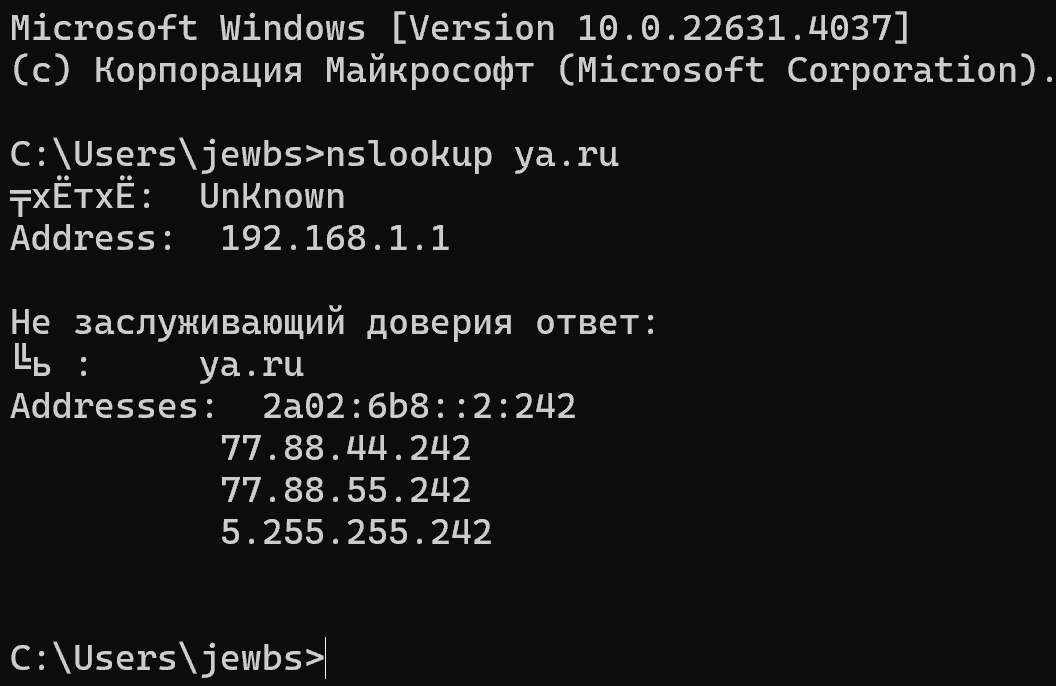 Microsoft Windows [Version 10.0.22631.4037]
(c) Корпорация Майкрософт (Microsoft Corporation).
C:\Users\jewbs>nslookup ya.ru
╤хЁтхЁ:  UnKnown
Address:  192.168.1.1
Не заслуживающий доверия ответ:
╚ь :     ya.ru
Addresses:  2a02:6b8::2:242
77.88.44.242
77.88.55.242
5.255.255.242
C:\Users\jewbs>